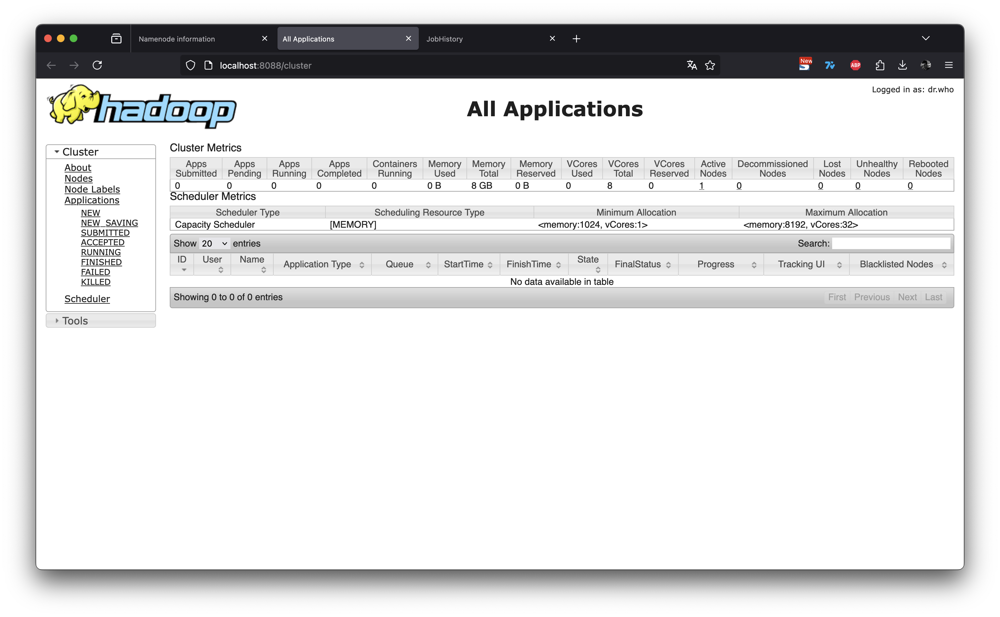 Namenode information
All Applications
JobHistory
localhost:8088/cluster
New
ABP
hadoop
All Applications
Logged in as: dr.who
Cluster
About
Nodes
Node Labels
Applications
NEW
NEW_SAVING
SUBMITTED
ACCEPTED
RUNNING
FINISHED
FAILED
KILLED
Scheduler
Tools
Cluster Metrics
Apps Submitted Apps Pending Apps Running Apps Completed Containers Running Memory Used Memory Total Memory Reserved VCores Used VCores Total VCores Reserved Active Nodes Decommissioned Nodes Lost Nodes Unhealthy Nodes Rebooted Nodes
0 0 0 0 0 0 B 8 GB 0 B 0 8 0 1 0 0 0 0
Scheduler Metrics
Scheduler Type Scheduling Resource Type Minimum Allocation Maximum Allocation
Capacity Scheduler [MEMORY] <memory:1024, vCores:1> <memory:8192, vCores:32>
Show 20 entries Search:
ID User Name Application Type Queue StartTime FinishTime State FinalStatus Progress Tracking UI Blacklisted Nodes
No data available in table
Showing 0 to 0 of 0 entries First Previous Next Last